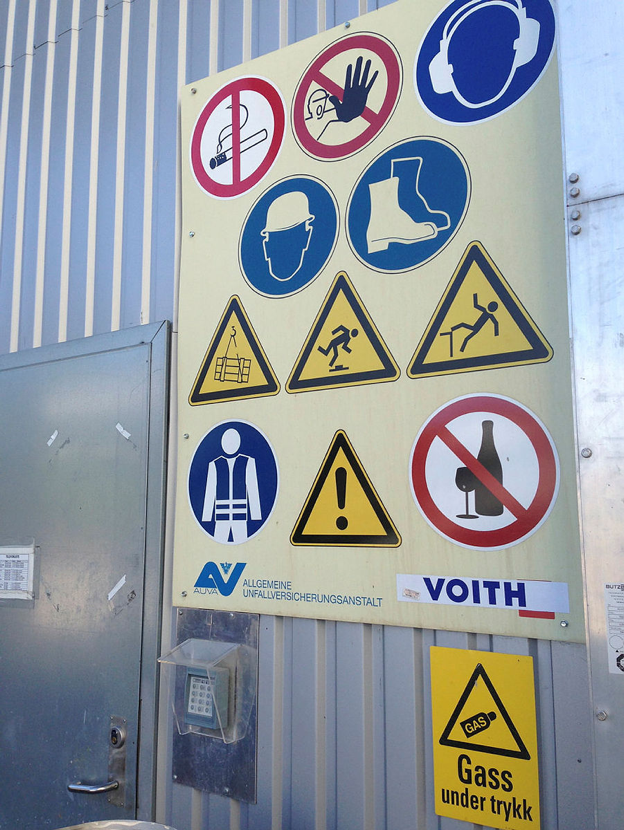 AUVA
ALLGEMEINE
UNFALLVERSICHERUNGSANSTALT
VOITH
GAS
Gass
under trykk